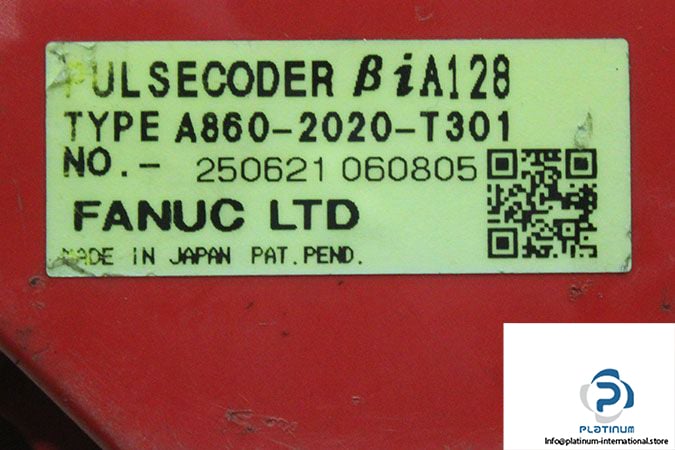 PULSECODER βiA128
TYPE A860-2020-T301
NO.- 250621 060805
FANUC LTD
MADE IN JAPAN PAT.PEND.
PLATINUM
Info@platinum-international.store